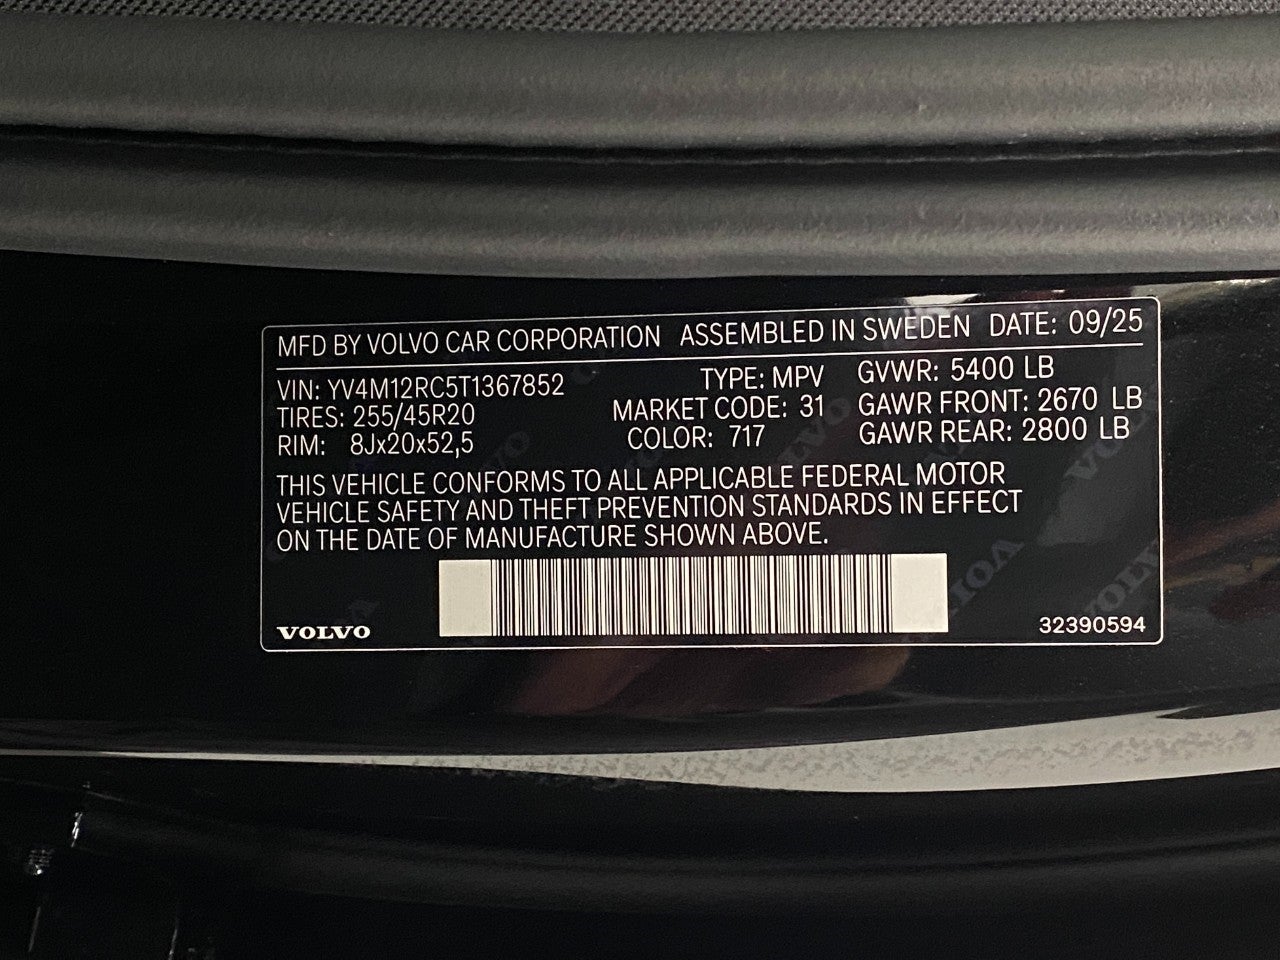 MFD BY VOLVO CAR CORPORATION ASSEMBLED IN SWEDEN DATE: 09/25
VIN: YV4M12RC5T1367852 TYPE: MPV GVWR: 5400 LB
TIRES: 255/45R20 MARKET CODE: 31 GAWR FRONT: 2670 LB
RIM: 8Jx20x52,5 COLOR: 717 GAWR REAR: 2800 LB
THIS VEHICLE CONFORMS TO ALL APPLICABLE FEDERAL MOTOR
VEHICLE SAFETY AND THEFT PREVENTION STANDARDS IN EFFECT
ON THE DATE OF MANUFACTURE SHOWN ABOVE.
VOLVO 32390594